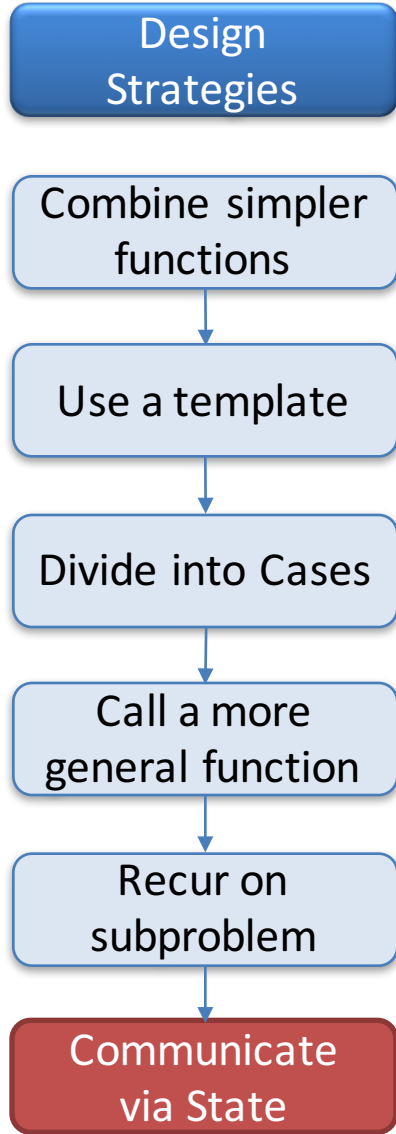 Design
Strategies
Combine simpler
functions
Use a template
Divide into Cases
Call a more
general function
Recur on
subproblem
Communicate
via State